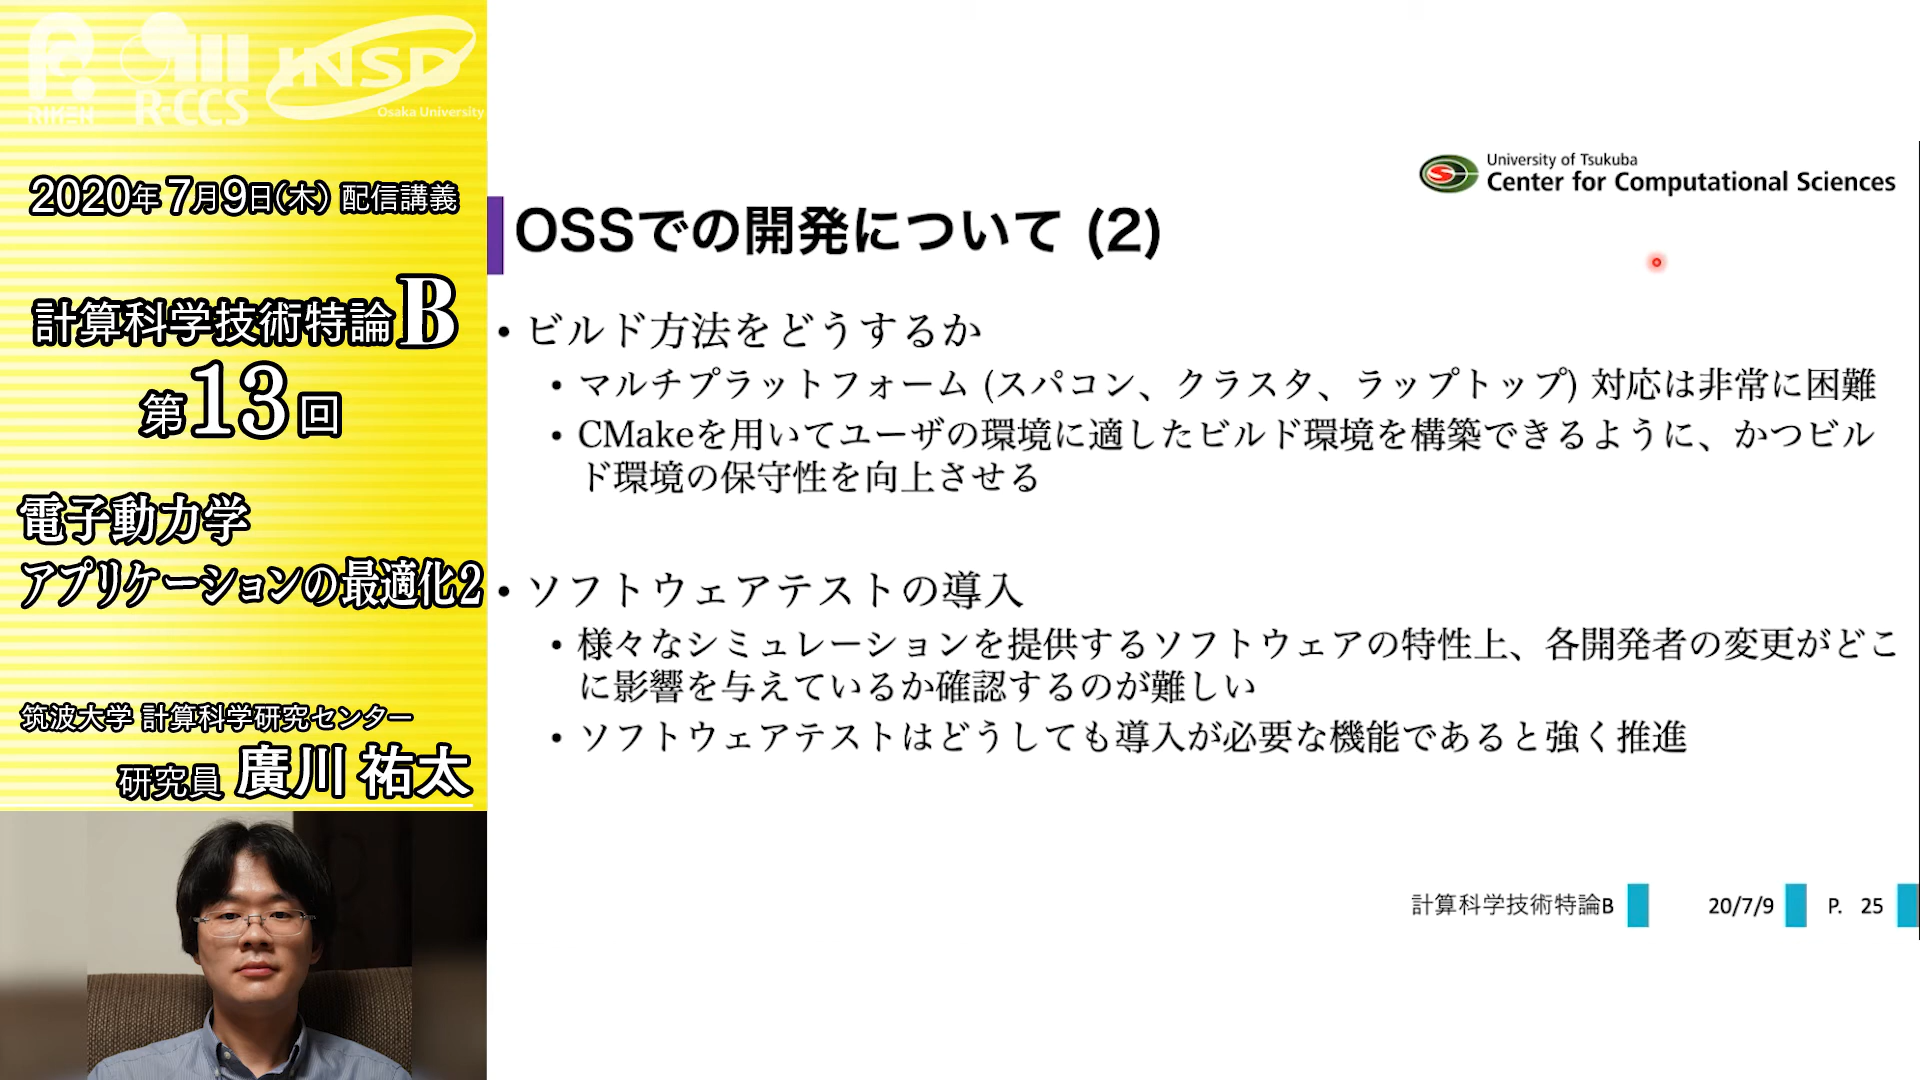 RIKEN
R-CCS
INSD
Osaka University
2020年 7月9日(木) 配信講義
計算科学技術特論B
第13回
電子動力学
アプリケーションの最適化2
筑波大学 計算科学研究センター
研究員 廣川 祐太
University of Tsukuba
Center for Computational Sciences
OSSでの開発について (2)
• ビルド方法をどうするか
• マルチプラットフォーム (スパコン、クラスタ、ラップトップ) 対応は非常に困難
• CMakeを用いてユーザの環境に適したビルド環境を構築できるように、かつビル
ド環境の保守性を向上させる
• ソフトウェアテストの導入
• 様々なシミュレーションを提供するソフトウェアの特性上、各開発者の変更がどこ
に影響を与えているか確認するのが難しい
• ソフトウェアテストはどうしても導入が必要な機能であると強く推進
計算科学技術特論B
20/7/9
P. 25